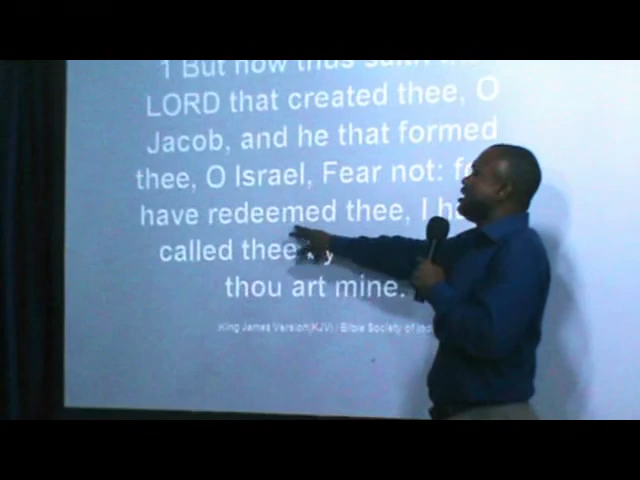 1 But now thus saith
LORD that created thee, O
Jacob, and he that formed
thee, O Israel, Fear not:
have redeemed thee, I
called thee
thou art mine.
King James Version(KJV) : Bible Society of